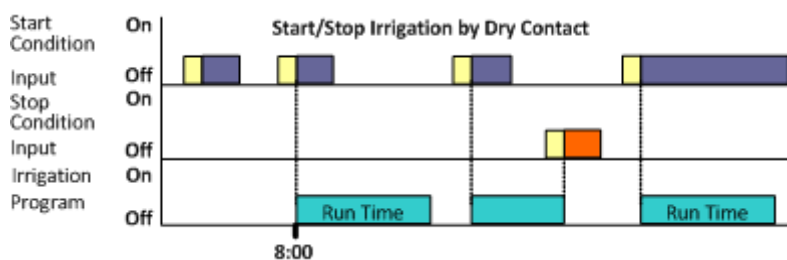 Start/Stop Irrigation by Dry Contact
Start On
Condition
Input Off
Stop On
Condition
Input Off
Irrigation On
Program
Off
Run Time Run Time
8:00